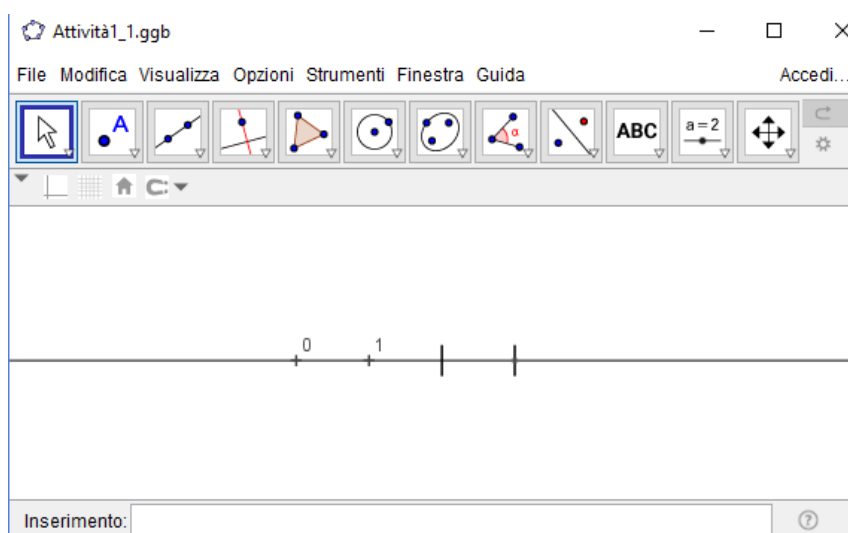 Attività1_1.ggb
File Modifica Visualizza Opzioni Strumenti Finestra Guida Accedi...
A α ABC a=2
0 1
Inserimento: